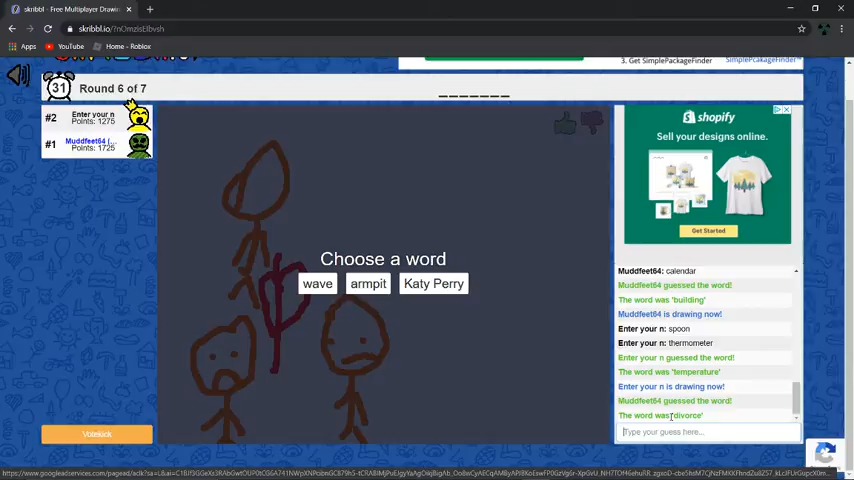 skribbl - Free Multiplayer Drawin
skribbl.io/?nOmzisElbvsh
Apps
YouTube
Home - Roblox
3. Get SimplePackageFinder
31
Round 6 of 7
_______
#2
Enter your n
Points: 1275
#1
Muddfeet64 (...
Points: 1725
Choose a word
wave
armpit
Katy Perry
Votekick
shopify
Sell your designs online.
Get Started
Muddfeet64: calendar
Muddfeet64 guessed the word!
The word was 'building'
Muddfeet64 is drawing now!
Enter your n: spoon
Enter your n: thermometer
Enter your n guessed the word!
The word was 'temperature'
Enter your n is drawing now!
Muddfeet64 guessed the word!
The word was 'divorce'
Type your guess here...